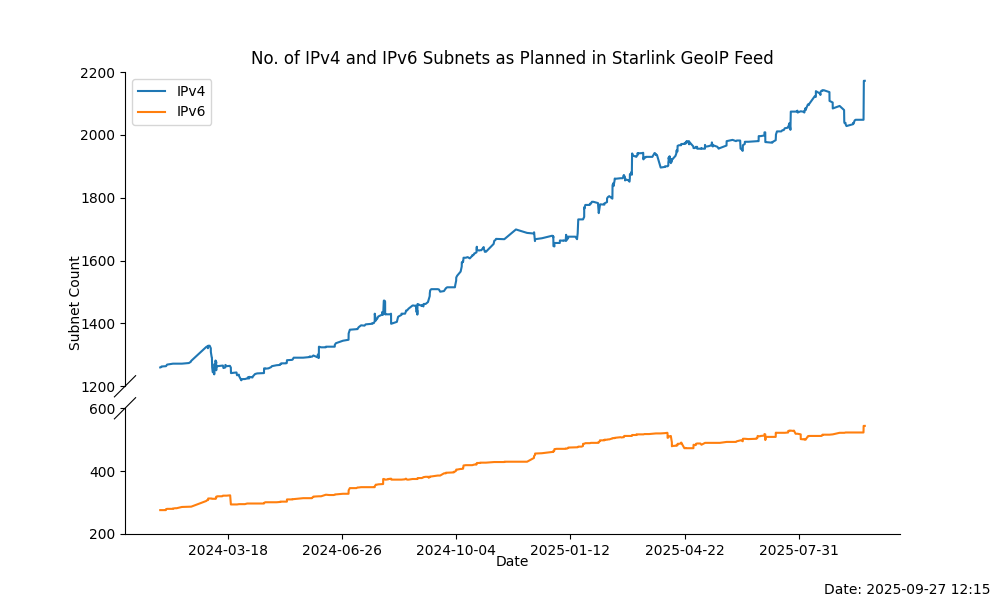 No. of IPv4 and IPv6 Subnets as Planned in Starlink GeoIP Feed
IPv4
IPv6
2200
2000
1800
1600
1400
1200
600
400
200
Subnet Count
2024-03-18
2024-06-26
2024-10-04
2025-01-12
2025-04-22
2025-07-31
Date
Date: 2025-09-27 12:15